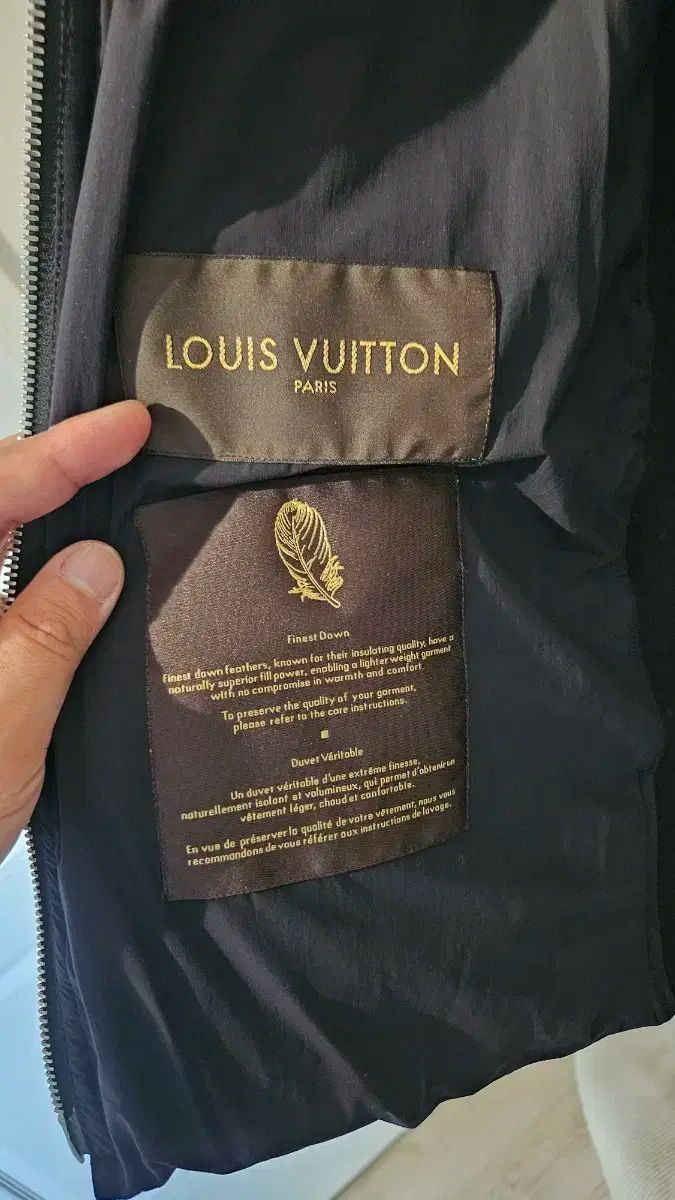 LOUIS VUITTON
PARIS
Finest Down
Finest down feathers, known for their insulating quality, have a
naturally superior fill power, enabling a lighter weight garment
with no compromise in warmth and comfort.
To preserve the quality of your garment,
please refer to the care instructions.
Duvet Véritable
Un duvet véritable d'une extrême finesse,
naturellement isolant et volumineux, qui permet d'obtenir un
vêtement léger, chaud et confortable.
En vue de préserver la qualité de votre vêtement, nous vous
recommandons de vous référer aux instructions de lavage.